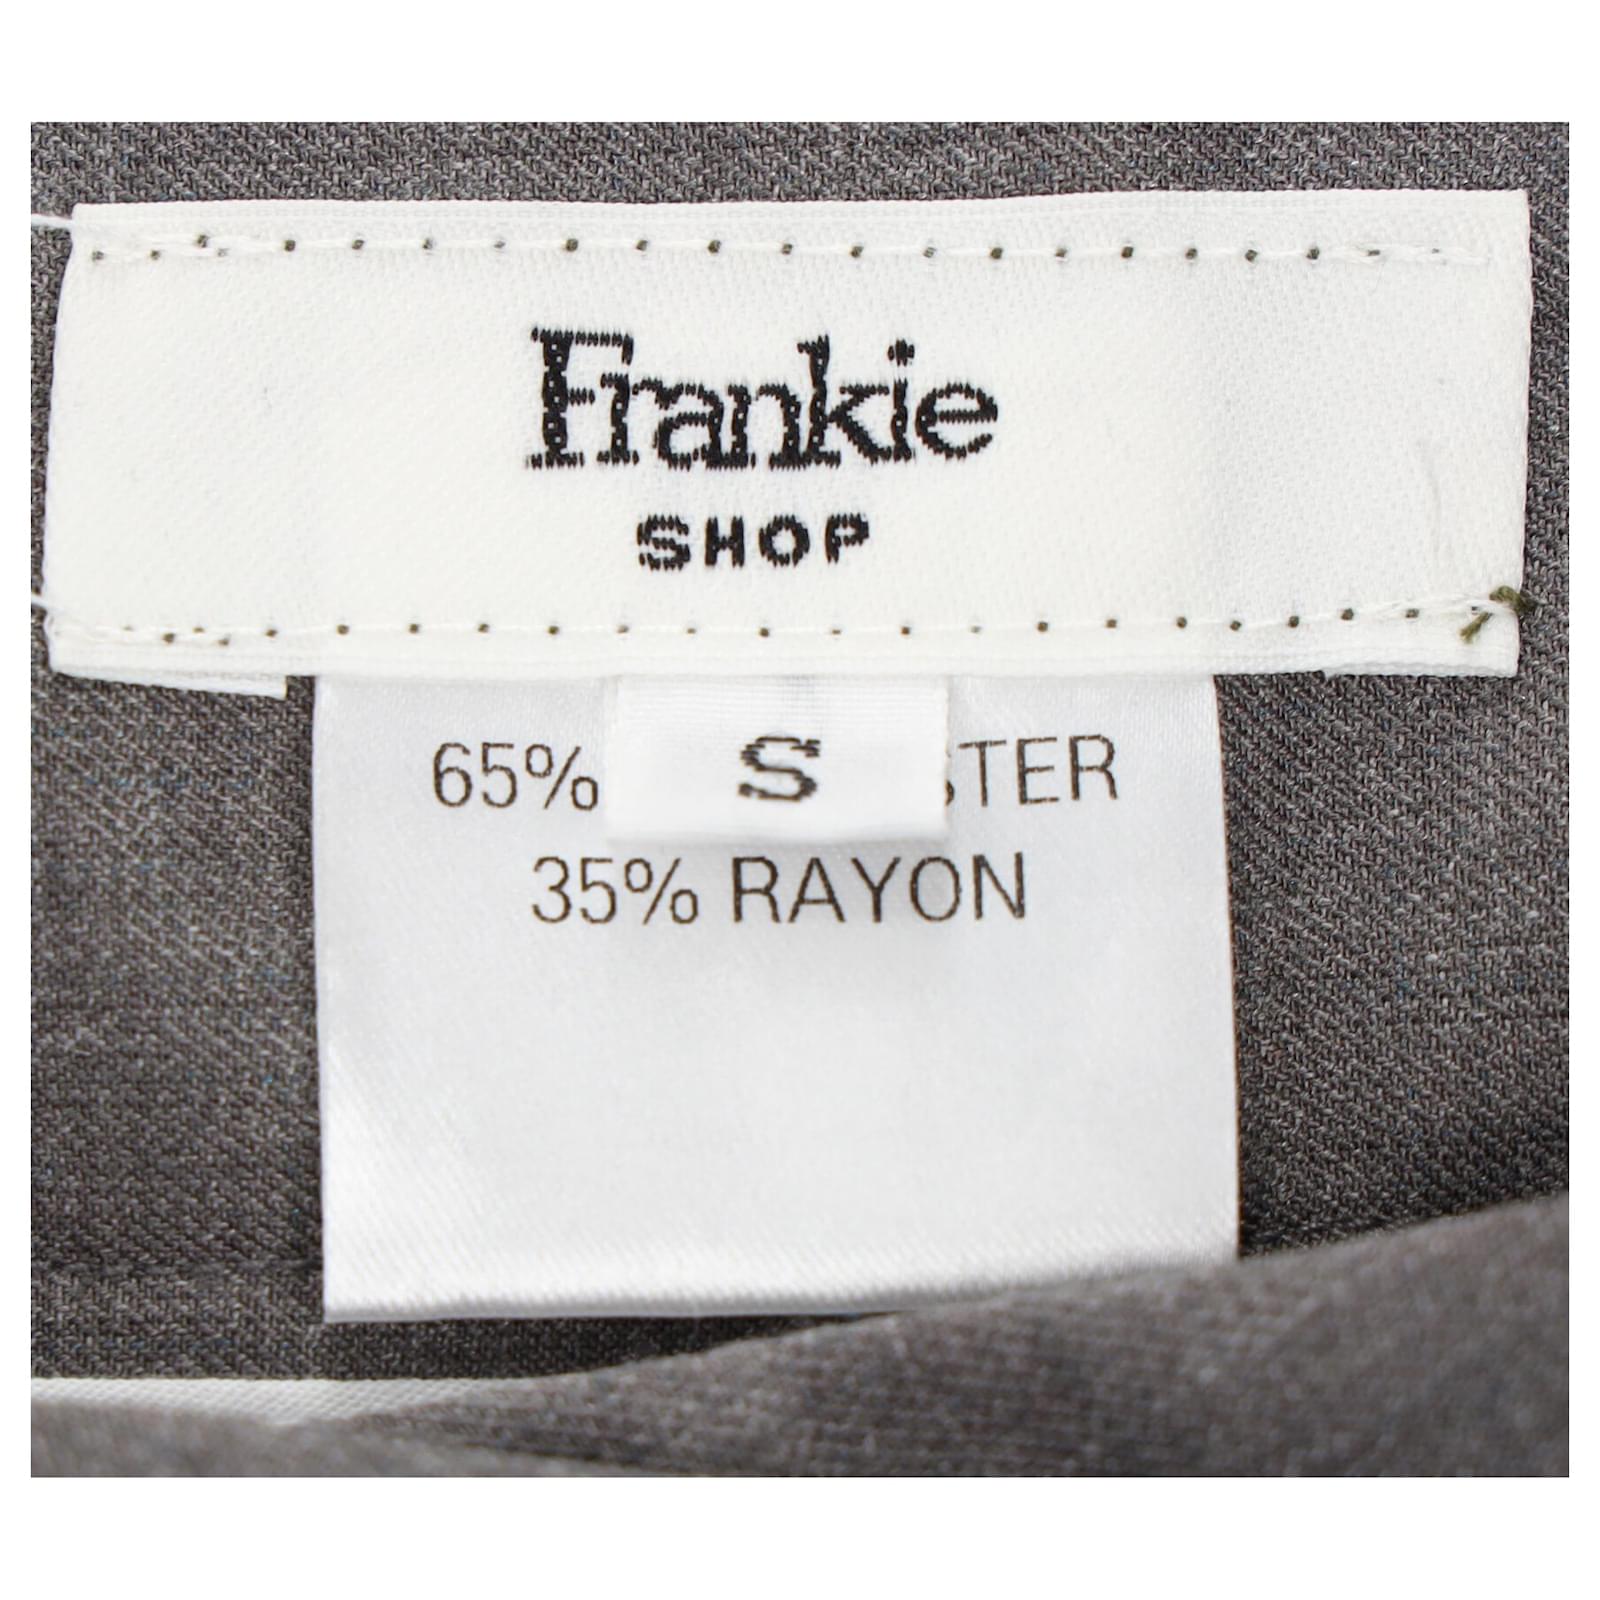 Frankie
SHOP
S
65% STER
35% RAYON